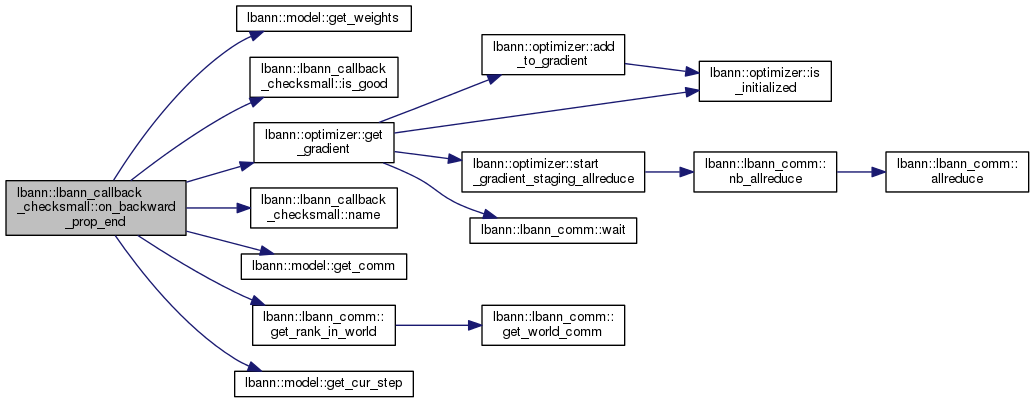 lbann::model::get_weights
lbann::lbann_callback
_checksmall::is_good
lbann::optimizer::add
_to_gradient
lbann::optimizer::is
_initialized
lbann::optimizer::get
_gradient
lbann::optimizer::start
_gradient_staging_allreduce
lbann::lbann_comm::
nb_allreduce
lbann::lbann_comm::
allreduce
lbann::lbann_callback
_checksmall::on_backward
_prop_end
lbann::lbann_callback
_checksmall::name
lbann::lbann_comm::wait
lbann::model::get_comm
lbann::lbann_comm::
get_rank_in_world
lbann::lbann_comm::
get_world_comm
lbann::model::get_cur_step